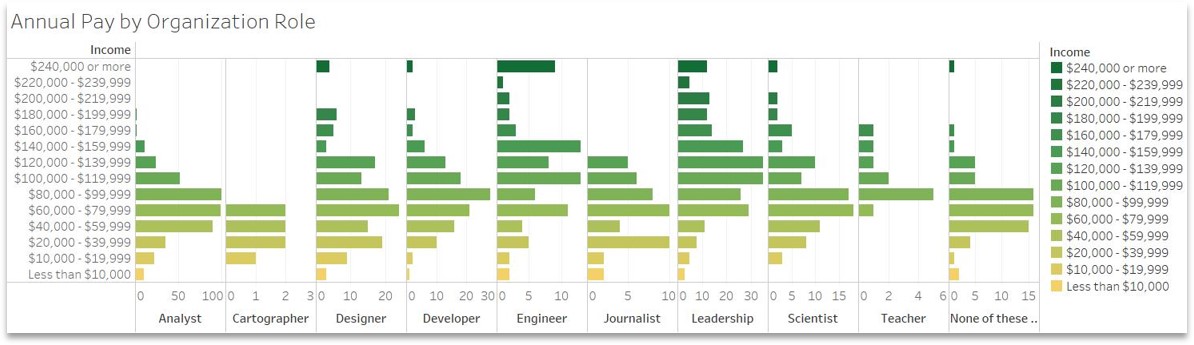 Annual Pay by Organization Role
Income
$240,000 or more
$220,000 - $239,999
$200,000 - $219,999
$180,000 - $199,999
$160,000 - $179,999
$140,000 - $159,999
$120,000 - $139,999
$100,000 - $119,999
$80,000 - $99,999
$60,000 - $79,999
$40,000 - $59,999
$20,000 - $39,999
$10,000 - $19,999
Less than $10,000
0 50 100 0 1 2 3 0 10 20 0 10 20 30 0 5 10 0 5 10 0 10 20 30 0 5 10 15 0 2 4 6 0 5 10 15
Analyst Cartographer Designer Developer Engineer Journalist Leadership Scientist Teacher None of these ..
Income
$240,000 or more
$220,000 - $239,999
$200,000 - $219,999
$180,000 - $199,999
$160,000 - $179,999
$140,000 - $159,999
$120,000 - $139,999
$100,000 - $119,999
$80,000 - $99,999
$60,000 - $79,999
$40,000 - $59,999
$20,000 - $39,999
$10,000 - $19,999
Less than $10,000